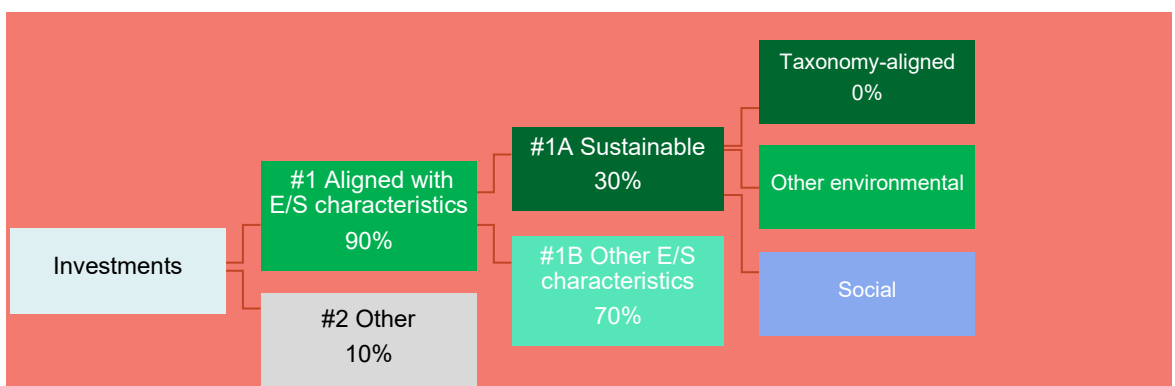 Investments
#1 Aligned with
E/S characteristics
90%
#2 Other
10%
#1A Sustainable
30%
#1B Other E/S
characteristics
70%
Taxonomy-aligned
0%
Other environmental
Social